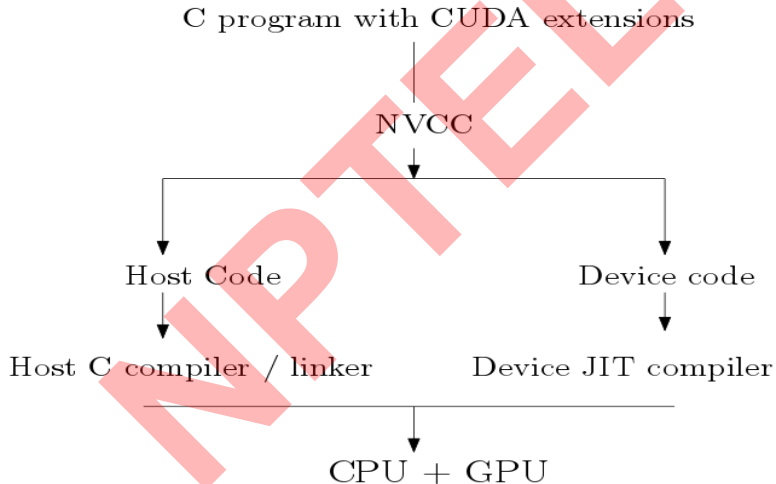 C program with CUDA extensions
NVCC
Host Code
Device code
Host C compiler / linker
Device JIT compiler
CPU + GPU
NPTEL